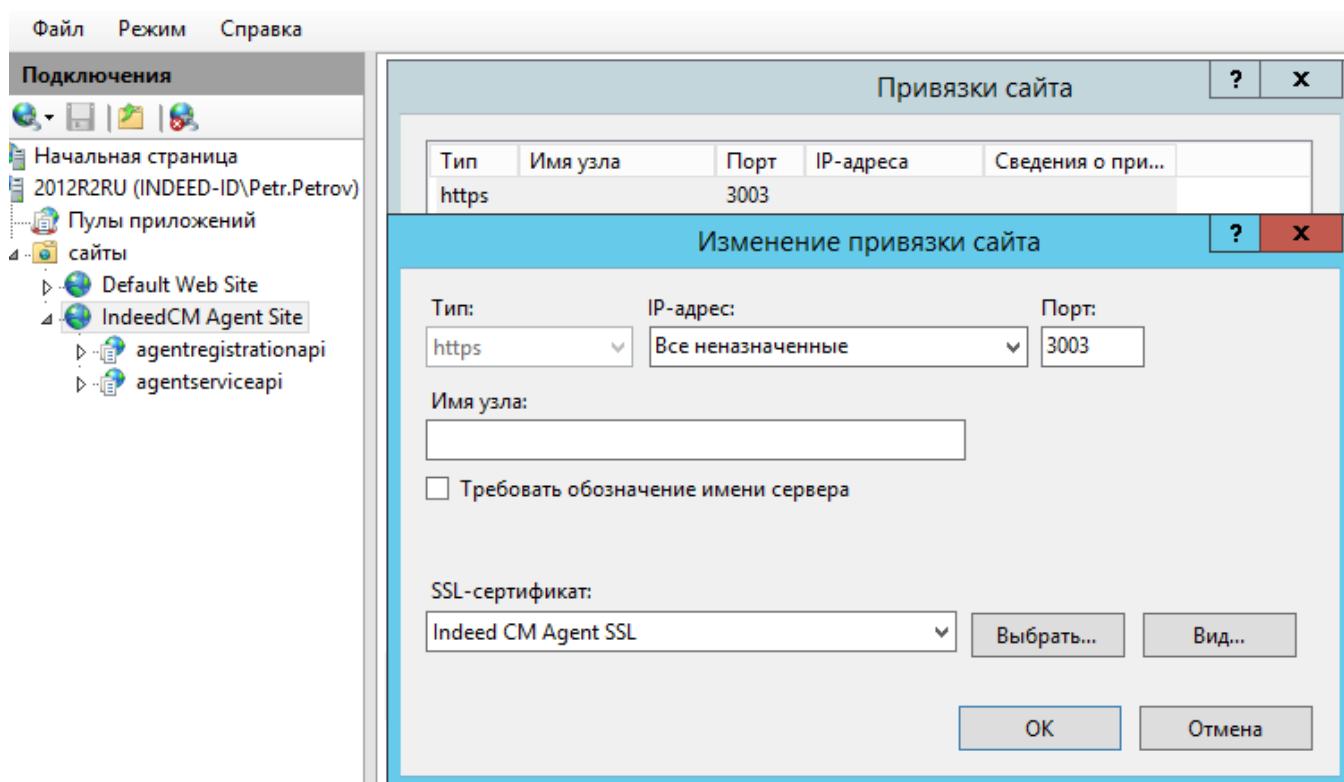 Файл Режим Справка
Подключения
Начальная страница
2012R2RU (INDEED-ID\Petr.Petrov)
Пулы приложений
сайты
Default Web Site
IndeedCM Agent Site
agentregistrationapi
agentserviceapi
Привязки сайта ? x
Тип Имя узла Порт IP-адреса Сведения о при...
https 3003
Изменение привязки сайта ? x
Тип: IP-адрес: Порт:
https Все неназначенные 3003
Имя узла:
Требовать обозначение имени сервера
SSL-сертификат:
Indeed CM Agent SSL Выбрать... Вид...
ОК Отмена